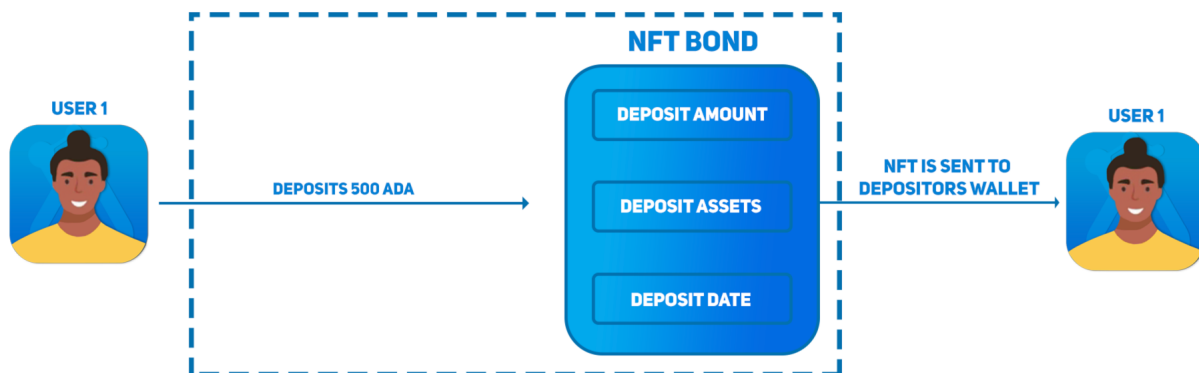 NFT BOND
USER 1
DEPOSITS 500 ADA
DEPOSIT AMOUNT
DEPOSIT ASSETS
DEPOSIT DATE
NFT IS SENT TO
DEPOSITORS WALLET
USER 1